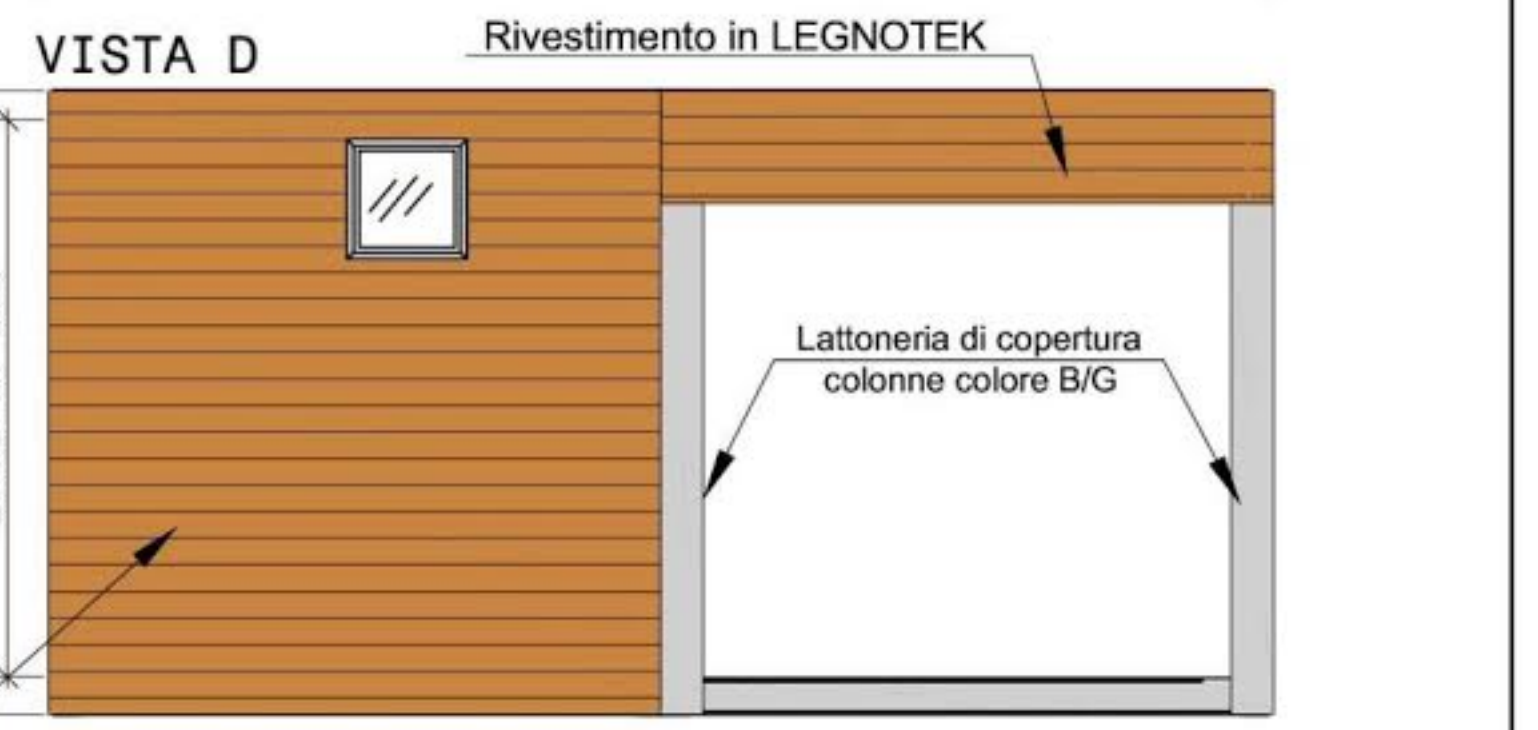 VISTA D
Rivestimento in LEGNOTEK
Lattoneria di copertura
colonne colore B/G